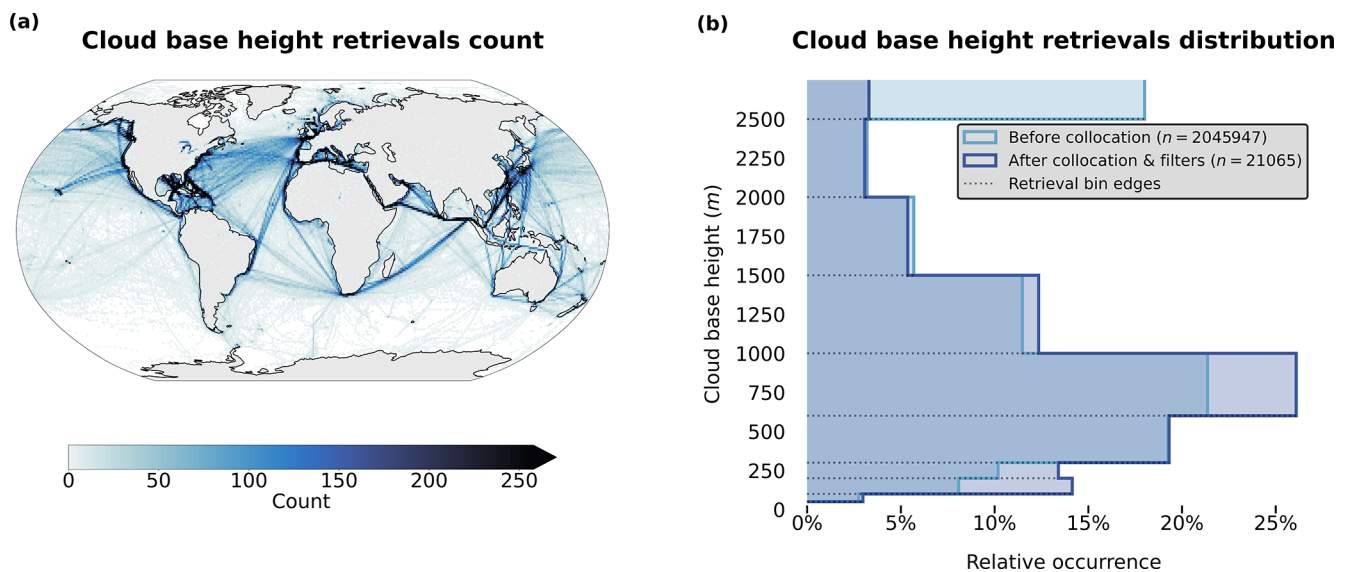 (a)
Cloud base height retrievals count
0 50 100 150 200 250
Count
(b)
Cloud base height retrievals distribution
2500
2250
2000
1750
1500
1250
1000
750
500
250
0
Cloud base height (m)
Before collocation (n = 2045947)
After collocation & filters (n = 21065)
Retrieval bin edges
0% 5% 10% 15% 20% 25%
Relative occurrence